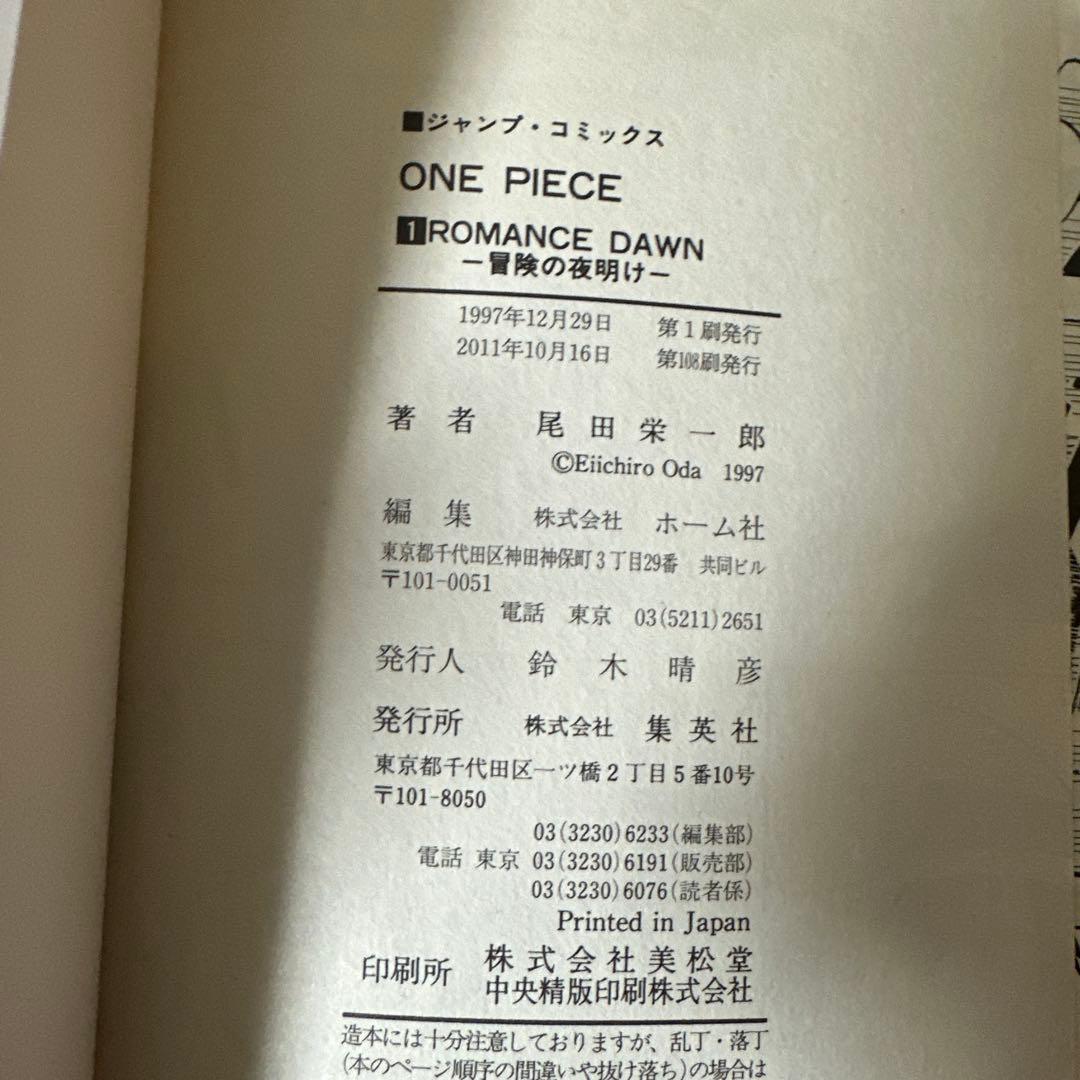 ■ジャンプ・コミックス
ONE PIECE
1 ROMANCE DAWN
―冒険の夜明け―
1997年12月29日 第1刷発行
2011年10月16日 第108刷発行
著者 尾田栄一郎
©Eiichiro Oda 1997
編集 株式会社 ホーム社
東京都千代田区神田神保町3丁目29番 共同ビル
〒101-0051
電話 東京 03(5211)2651
発行人 鈴木晴彦
発行所 株式会社 集英社
東京都千代田区一ツ橋2丁目5番10号
〒101-8050
03(3230)6233(編集部)
電話 東京 03(3230)6191(販売部)
03(3230)6076(読者係)
Printed in Japan
印刷所 株式会社美松堂
中央精版印刷株式会社
造本には十分注意しておりますが、乱丁・落丁
(本のページ順序の間違いや抜け落ち)の場合は